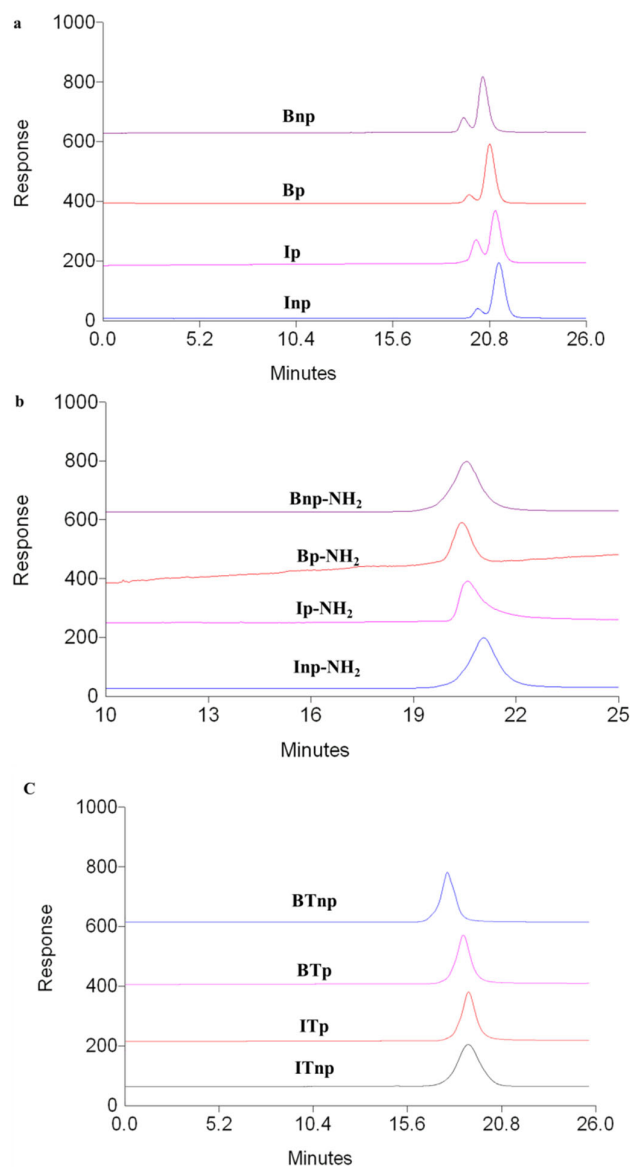 a
1000
800
600
400
200
0
Response
Bnp
Bp
Ip
Inp
0.0 5.2 10.4 15.6 20.8 26.0
Minutes
b
1000
800
600
400
200
0
Response
Bnp-NH₂
Bp-NH₂
Ip-NH₂
Inp-NH₂
10 13 16 19 22 25
Minutes
C
1000
800
600
400
200
0
Response
BTnp
BTp
ITp
ITnp
0.0 5.2 10.4 15.6 20.8 26.0
Minutes